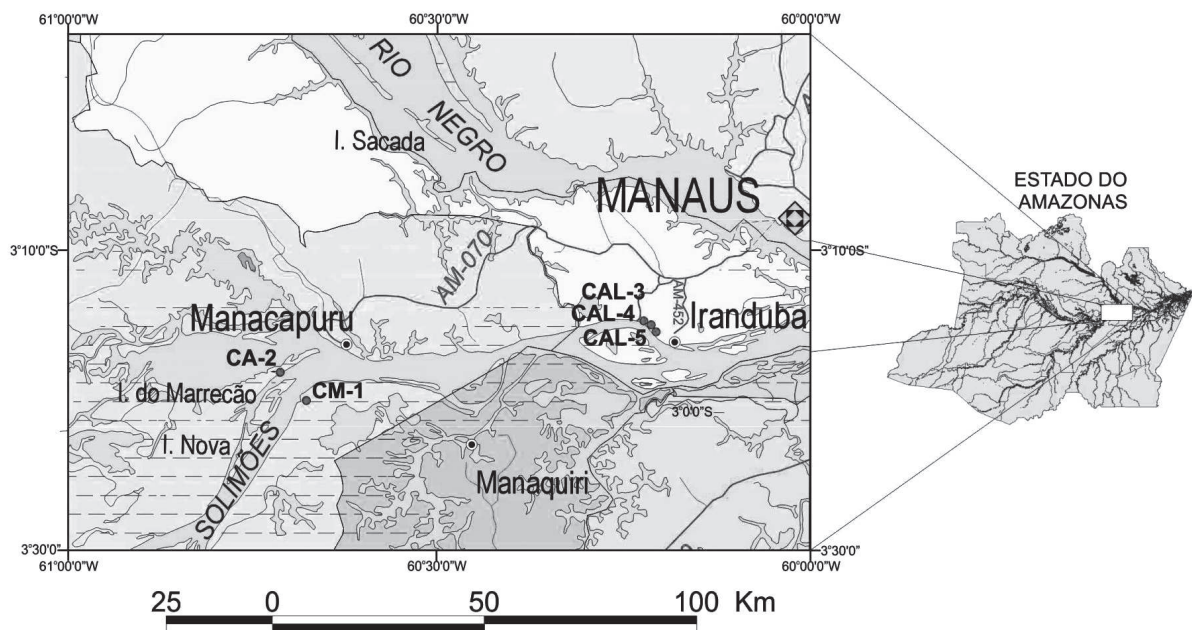 61°00'0"W 60°30'0"W 60°00'0"W
RIO
NEGRO
I. Sacada
MANAUS
ESTADO DO
AMAZONAS
3°10'0S" 3°10'0S"
AM-070
CAL-3
AM-452
CAL-4
Iranduba
Manacapuru
CAL-5
CA-2
I. do Marrecão
CM-1
3°0'0"S
I. Nova
SOLIMÕES
Manaquiri
3°30'0" 3°30'0"
61°00'0"W 60°30'0"W 60°00'0"W
25 0 50 100 Km